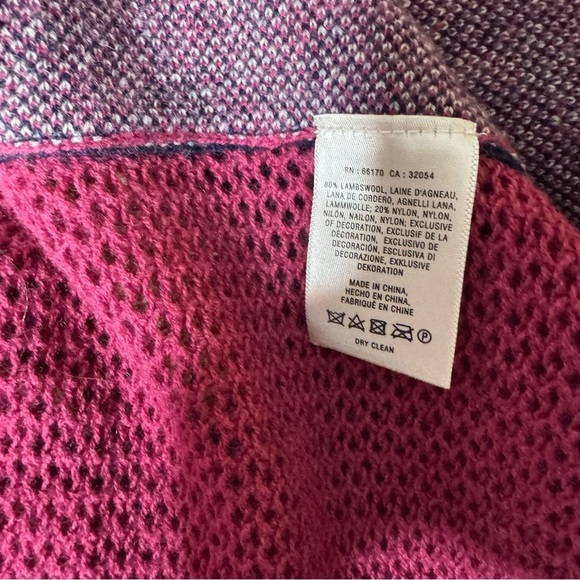 RN : 66170 CA : 32054
80% LAMBSWOOL, LAINE D'AGNEAU,
LANA DE CORDERO, AGNELLI LANA,
LAMMWOLLE; 20% NYLON, NYLON,
NILÓN, NAILON, NYLON; EXCLUSIVE
OF DECORATION, EXCLUSIF DE LA
DÉCORATION, EXCLUSIVO DE
DECORACIÓN, ESCLUSIVA DI
DECORAZIONE, EXKLUSIVE
DEKORATION
MADE IN CHINA,
HECHO EN CHINA,
FABRIQUÉ EN CHINE
P
DRY CLEAN